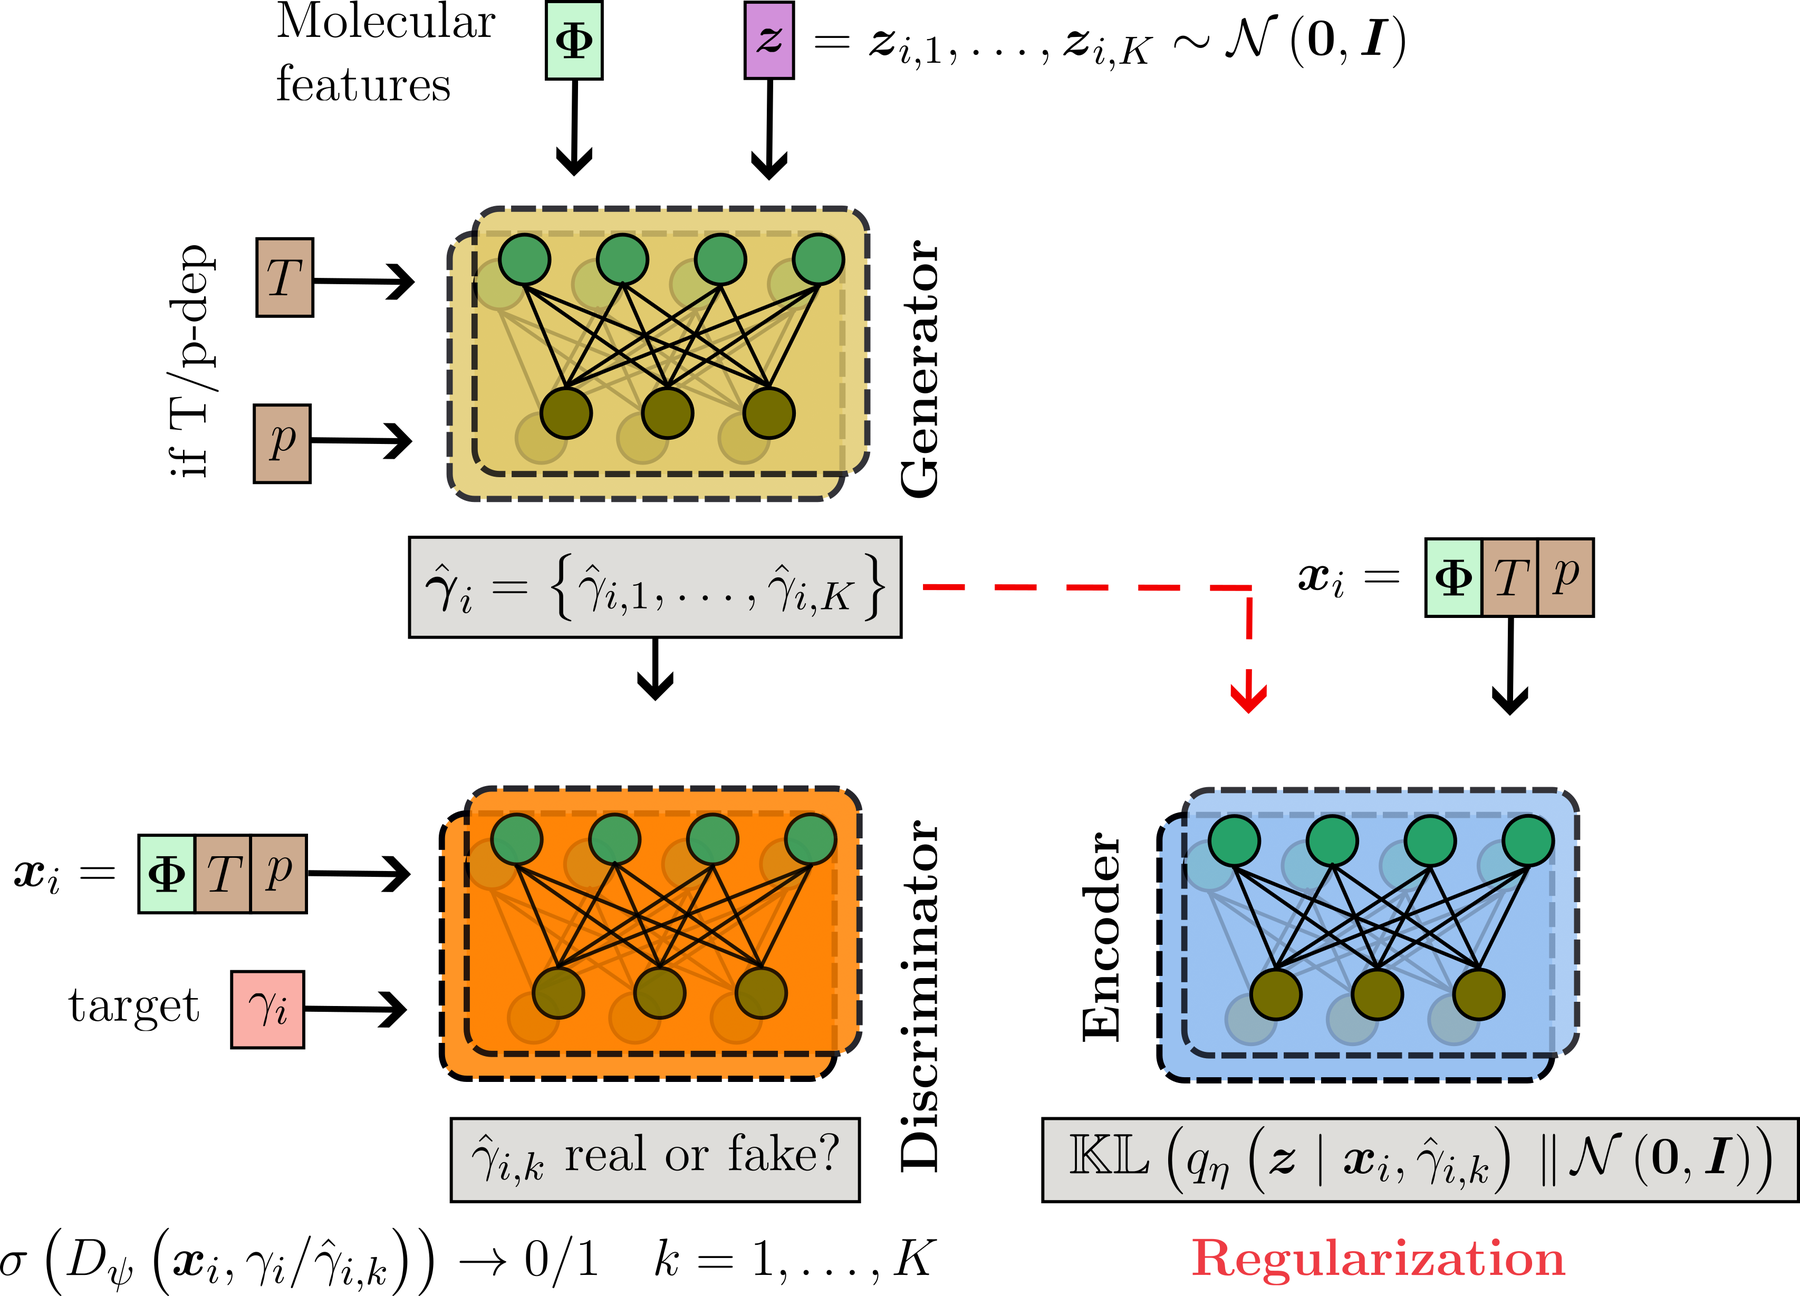 Molecular
features
Φ
z = z_{i,1}, ..., z_{i,K} ∼ 𝒩 (0, I)
if T/p-dep
T
p
Generator
γ̂_i = {γ̂_{i,1}, ..., γ̂_{i,K}}
x_i = Φ T p
x_i = Φ T p
target γ_i
Discriminator
Encoder
γ̂_{i,k} real or fake?
𝕂𝕃 (q_η (z | x_i, γ̂_{i,k}) ∥ 𝒩 (0, I))
σ (D_ψ (x_i, γ_i/γ̂_{i,k})) → 0/1 k = 1, ..., K
Regularization